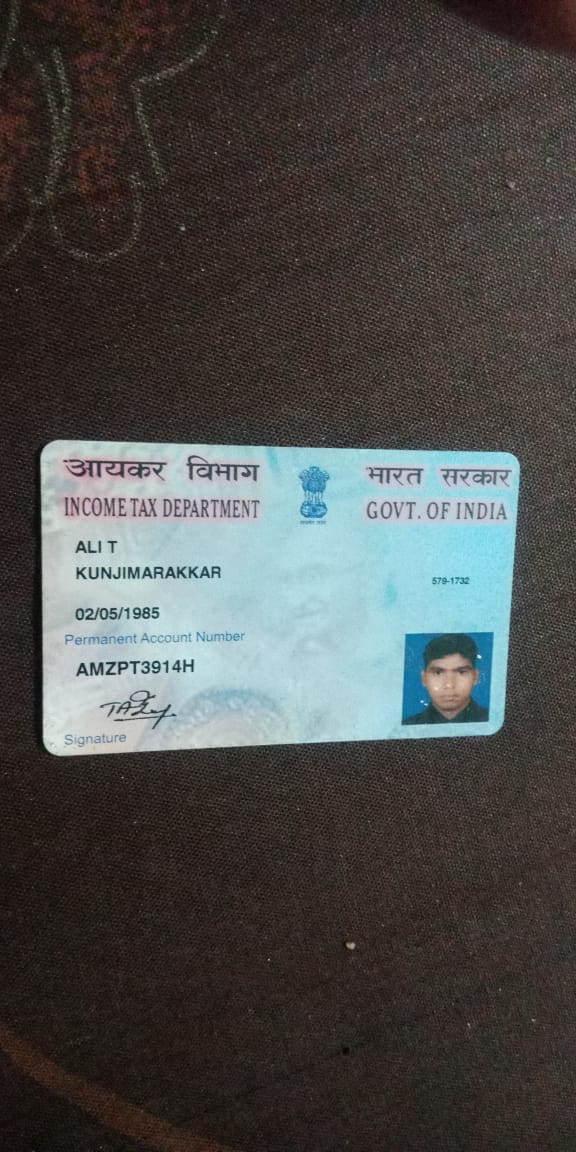 आयकर विभाग
INCOME TAX DEPARTMENT
भारत सरकार
GOVT. OF INDIA
ALI T
KUNJIMARAKKAR
579-1732
02/05/1985
Permanent Account Number
AMZPT3914H
Signature